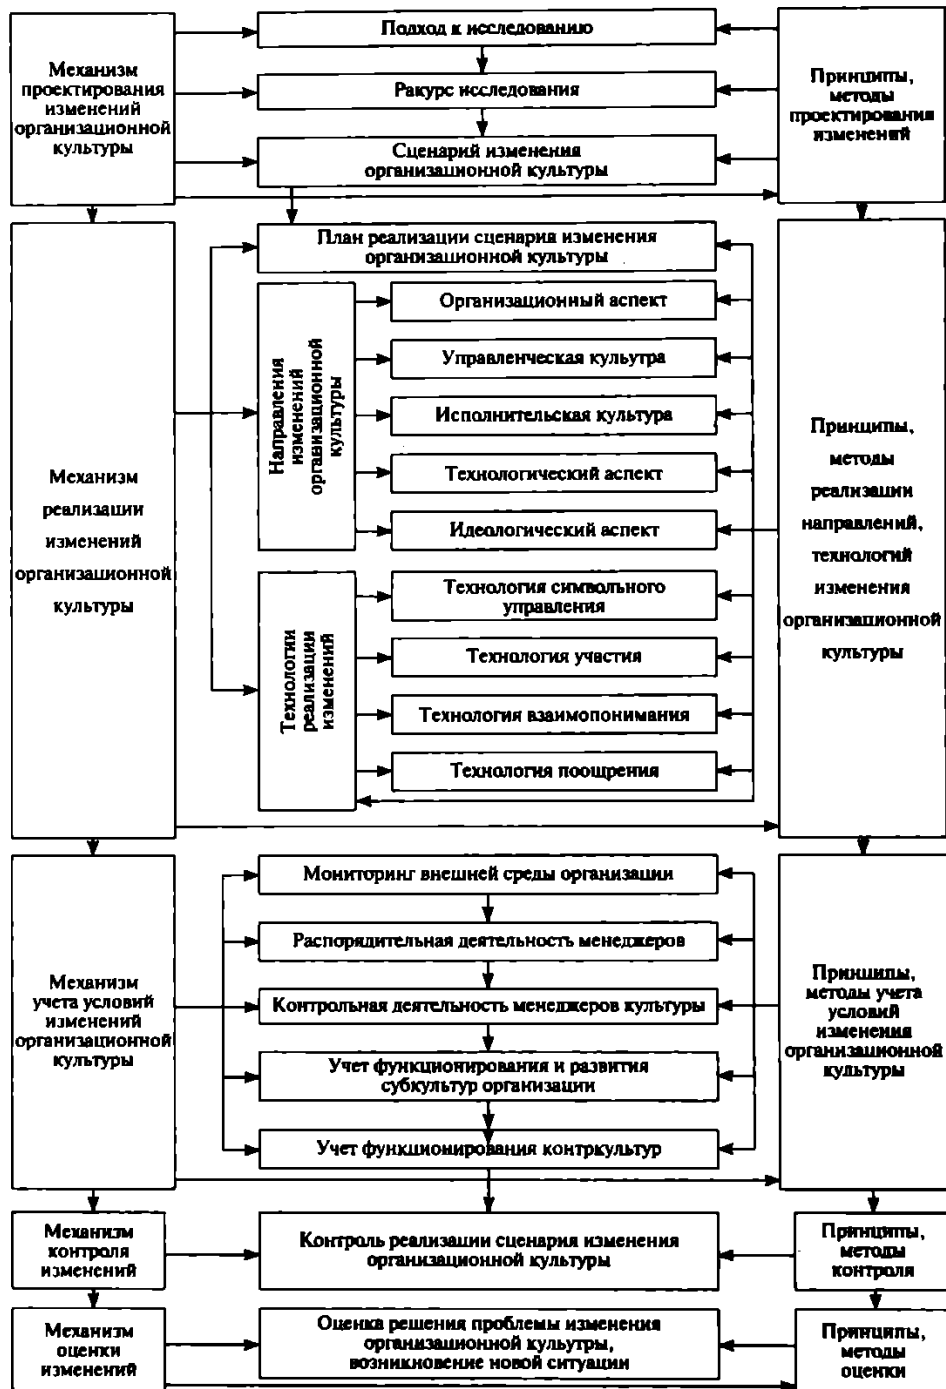 Механизм
проектирования
изменений
организационной
культуры
Подход к исследованию
Ракурс исследования
Сценарий изменения
организационной культуры
Принципы,
методы
проектирования
изменений
Механизм
реализации
изменений
организационной
культуры
План реализации сценария изменения
организационной культуры
Направления
изменений
организационной
культуры
Организационный аспект
Управленческая кульутра
Исполнительская культура
Технологический аспект
Идеологический аспект
Технологии
реализации
изменений
Технология символьного
управления
Технология участия
Технология взаимопонимания
Технология поощрения
Принципы,
методы
реализации
направлений,
технологий
изменения
организационной
культуры
Механизм
учета условий
изменений
организационной
культуры
Мониторинг внешней среды организации
Распорядительная деятельность менеджеров
Контрольная деятельность менеджеров культуры
Учет функционирования и развития
субкультур организации
Учет функционирования контркультур
Принципы,
методы учета
условий
изменения
организационной
культуры
Механизм
контроля
изменений
Контроль реализации сценария изменения
организационной культуры
Принципы,
методы
контроля
Механизм
оценки
изменений
Оценка решения проблемы изменения
организационной кульутры,
возникновение новой ситуации
Принципы,
методы
оценки